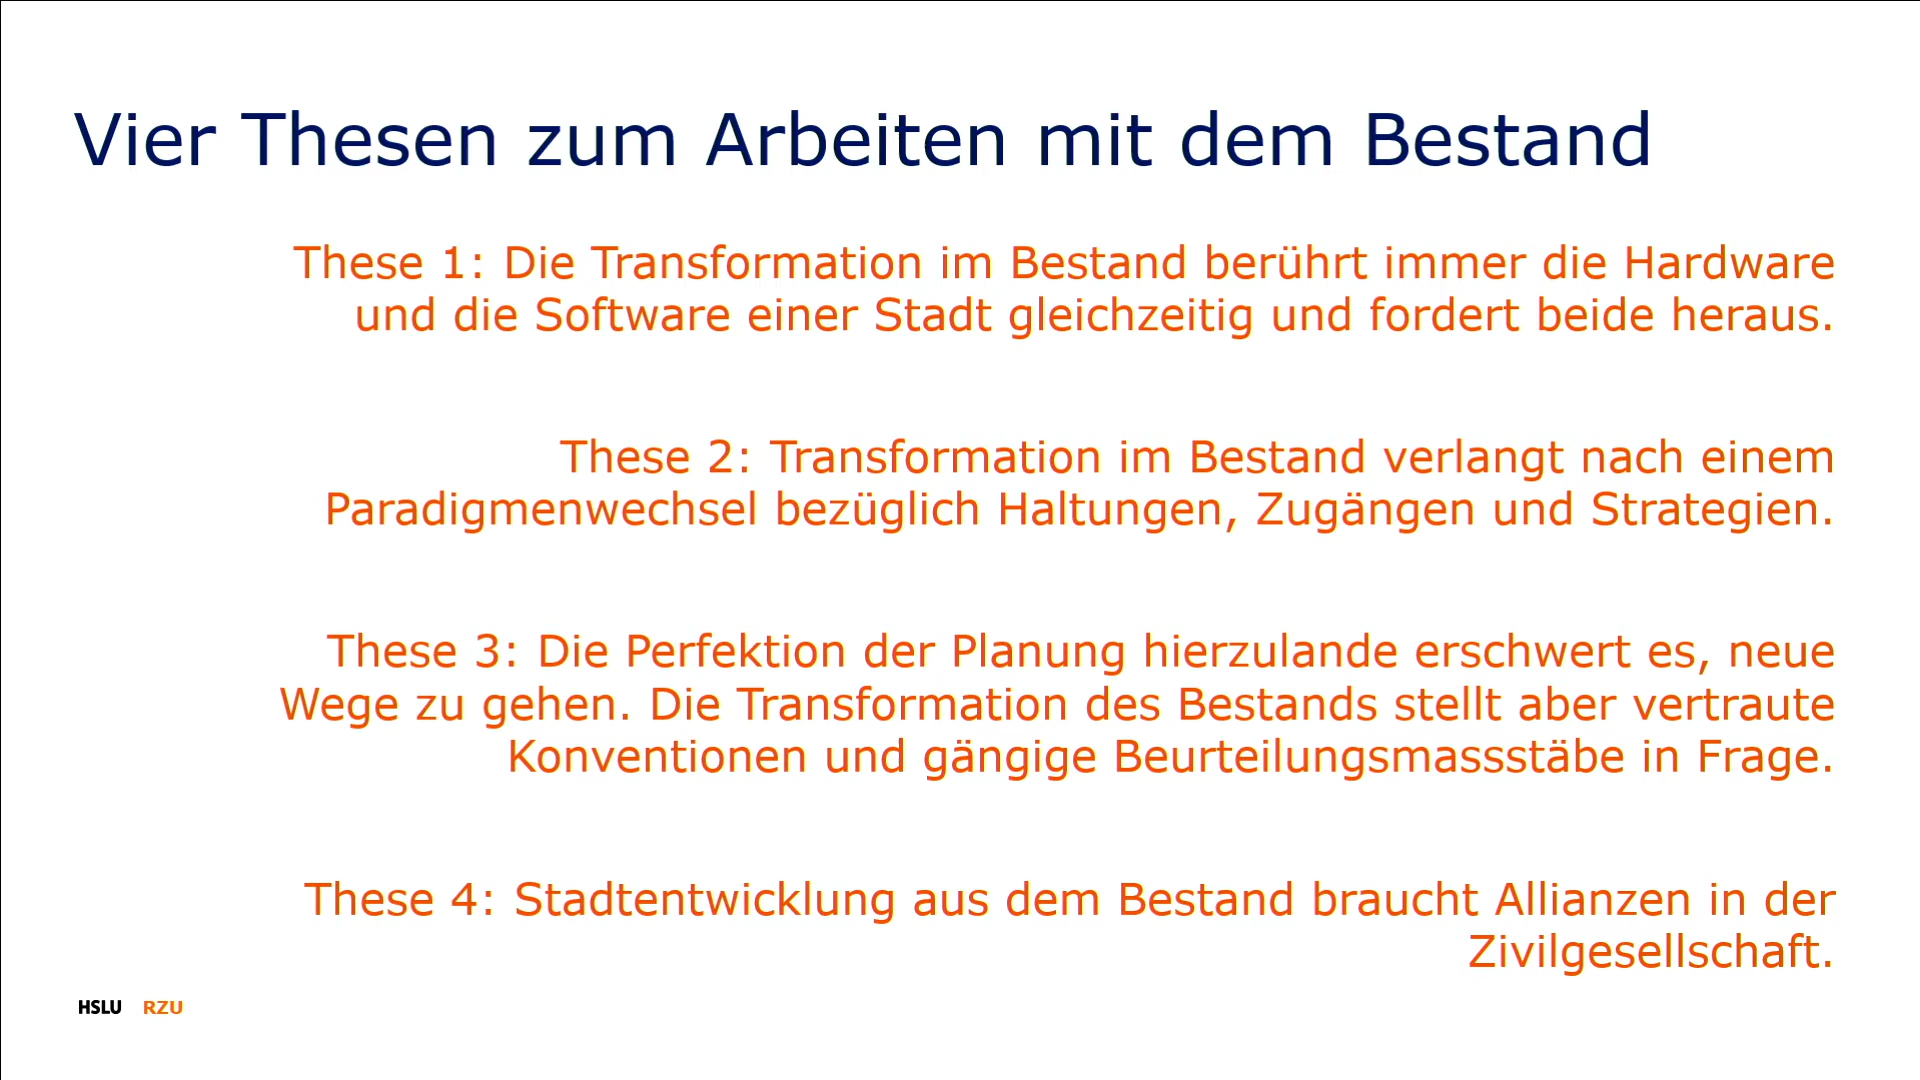 Vier Thesen zum Arbeiten mit dem Bestand
These 1: Die Transformation im Bestand berührt immer die Hardware
und die Software einer Stadt gleichzeitig und fordert beide heraus.
These 2: Transformation im Bestand verlangt nach einem
Paradigmenwechsel bezüglich Haltungen, Zugängen und Strategien.
These 3: Die Perfektion der Planung hierzulande erschwert es, neue
Wege zu gehen. Die Transformation des Bestands stellt aber vertraute
Konventionen und gängige Beurteilungsmassstäbe in Frage.
These 4: Stadtentwicklung aus dem Bestand braucht Allianzen in der
Zivilgesellschaft.
HSLU RZU